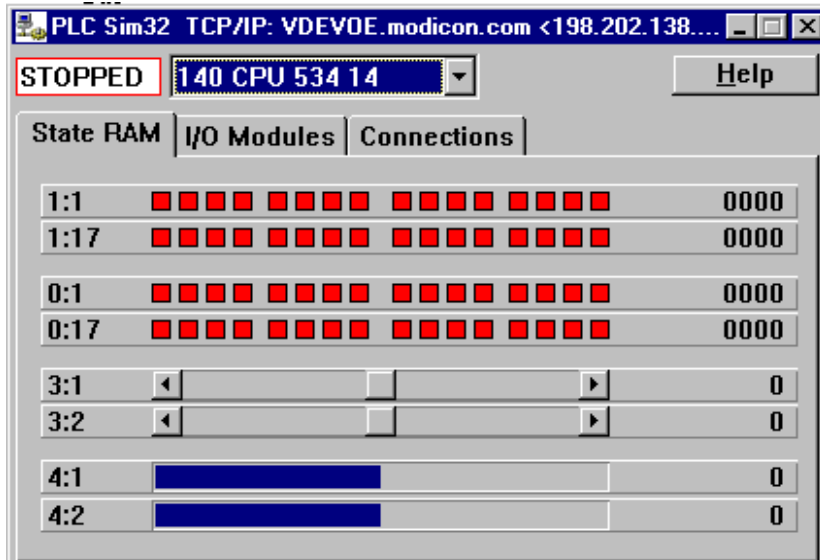 PLC Sim32 TCP/IP: VDEVOE.modicon.com <198.202.138....
STOPPED 140 CPU 534 14 Help
State RAM I/O Modules Connections
1:1 0000
1:17 0000
0:1 0000
0:17 0000
3:1 0
3:2 0
4:1 0
4:2 0